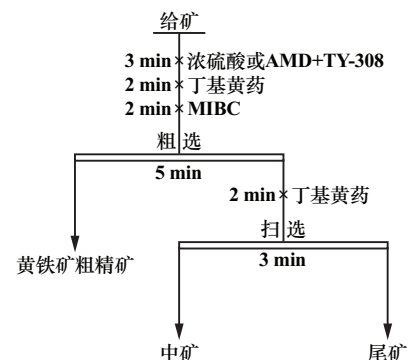 给矿
3 min×浓硫酸或AMD+TY-308
2 min×丁基黄药
2 min×MIBC
粗选
5 min
2 min×丁基黄药
扫选
3 min
黄铁矿粗精矿
中矿
尾矿